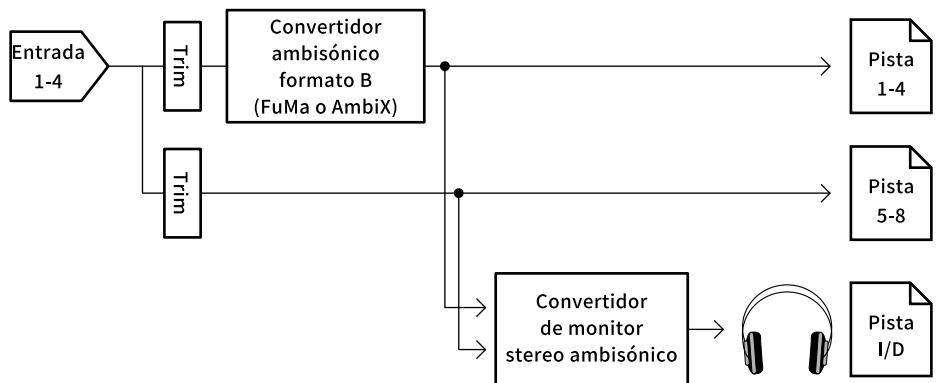 Entrada
1-4
Trim
Convertidor
ambisónico
formato B
(FuMa o AmbiX)
Pista
1-4
Trim
Pista
5-8
Convertidor
de monitor
stereo ambisónico
Pista
I/D